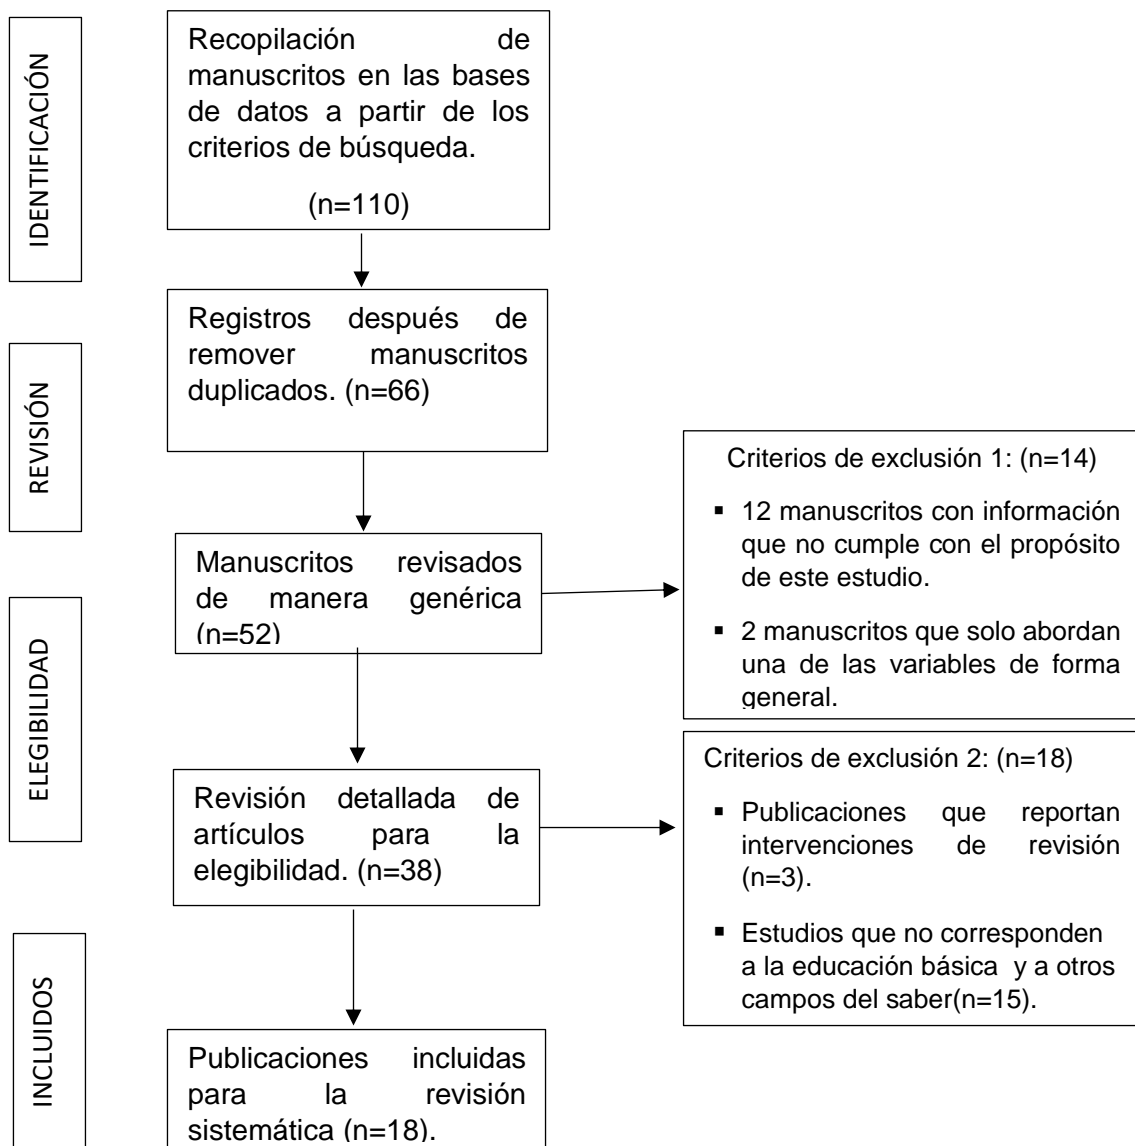 IDENTIFICACIÓN
Recopilación de
manuscritos en las bases
de datos a partir de los
criterios de búsqueda.
(n=110)
REVISIÓN
Registros después de
remover manuscritos
duplicados. (n=66)
Manuscritos revisados
de manera genérica
(n=52)
Criterios de exclusión 1: (n=14)
▪ 12 manuscritos con información
que no cumple con el propósito
de este estudio.
▪ 2 manuscritos que solo abordan
una de las variables de forma
general.
ELEGIBILIDAD
Revisión detallada de
artículos para la
elegibilidad. (n=38)
Criterios de exclusión 2: (n=18)
▪ Publicaciones que reportan
intervenciones de revisión
(n=3).
▪ Estudios que no corresponden
a la educación básica y a otros
campos del saber(n=15).
INCLUIDOS
Publicaciones incluidas
para la revisión
sistemática (n=18).